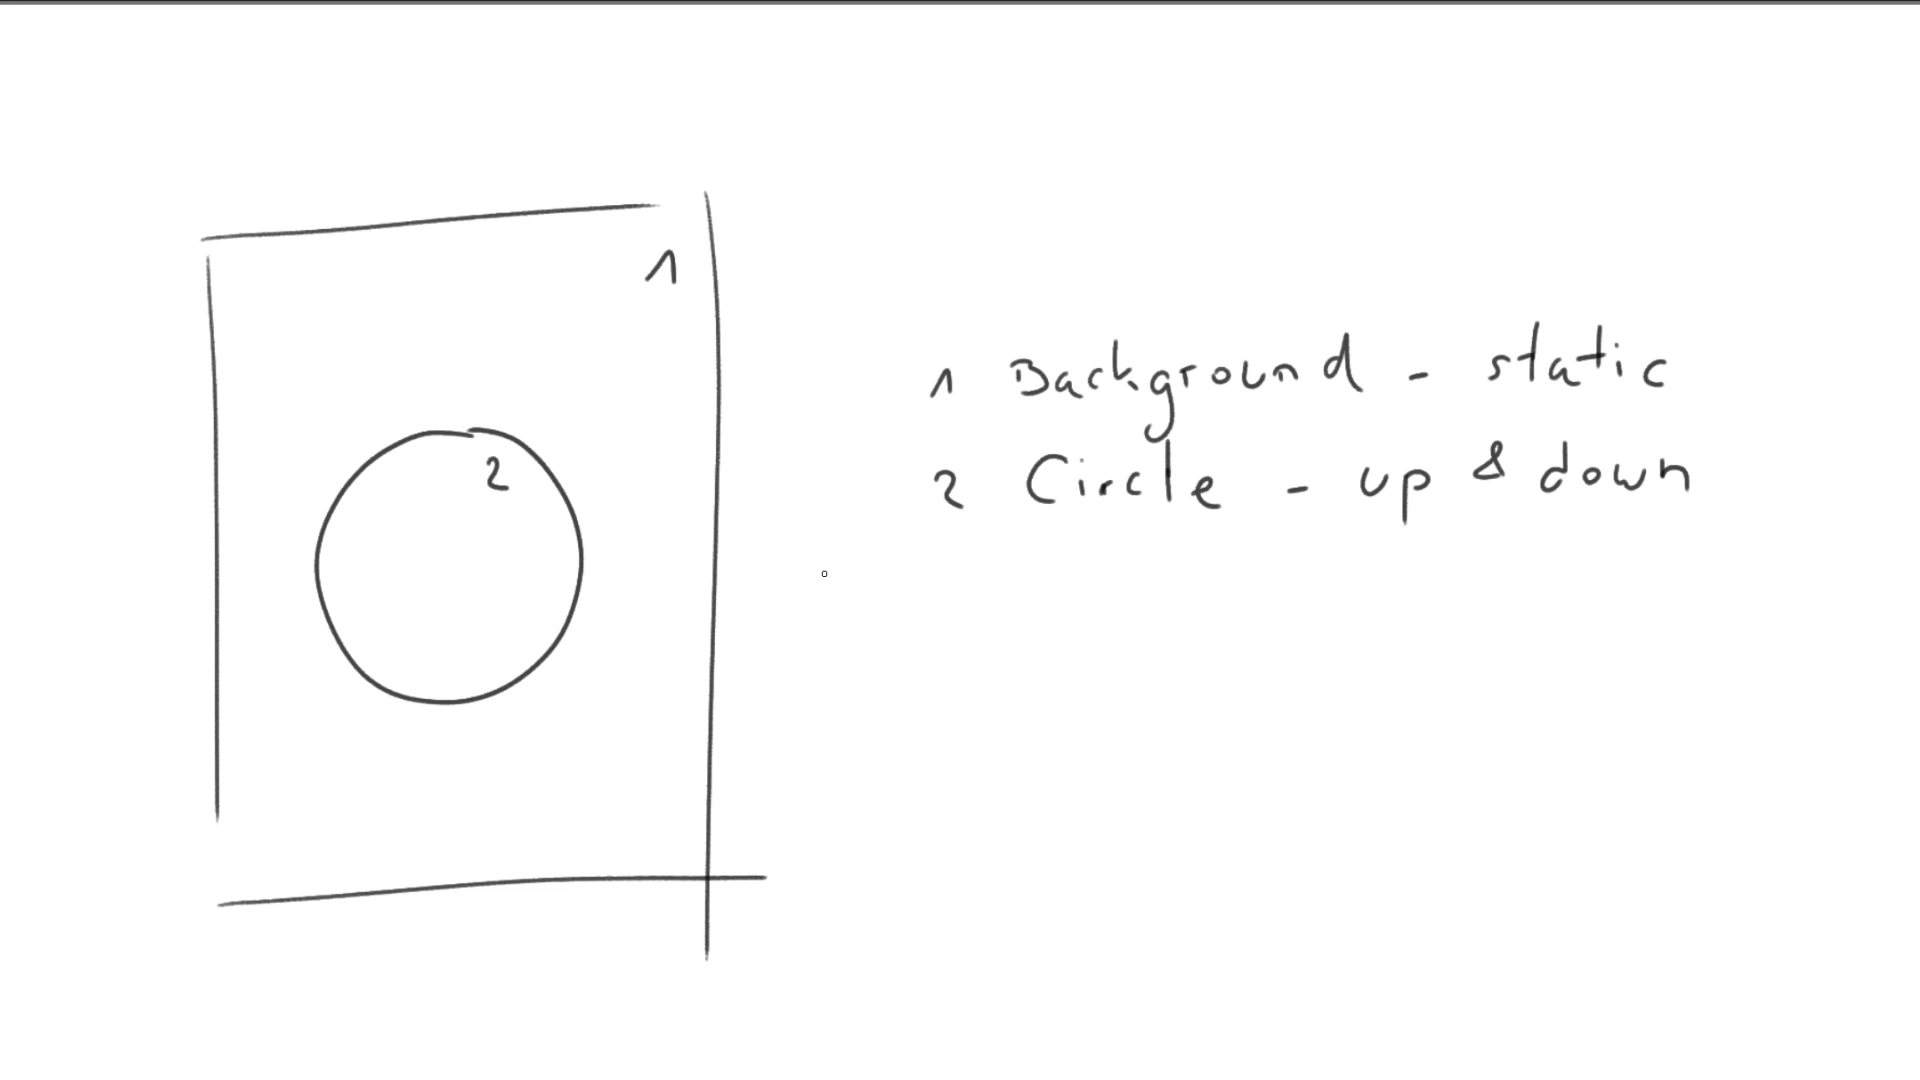 1
2
1 Background - static
2 Circle - up & down